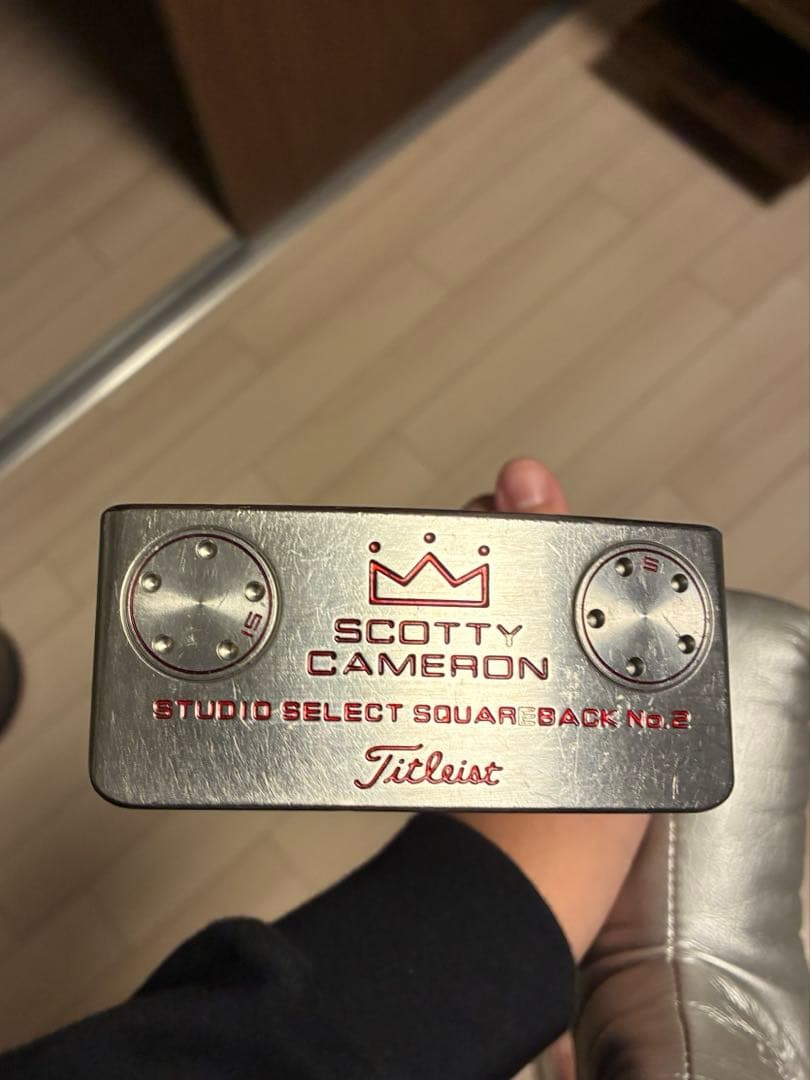 SCOTTY
CAMERON
STUDIO SELECT SQUAREBACK No.2
Titleist
15
5